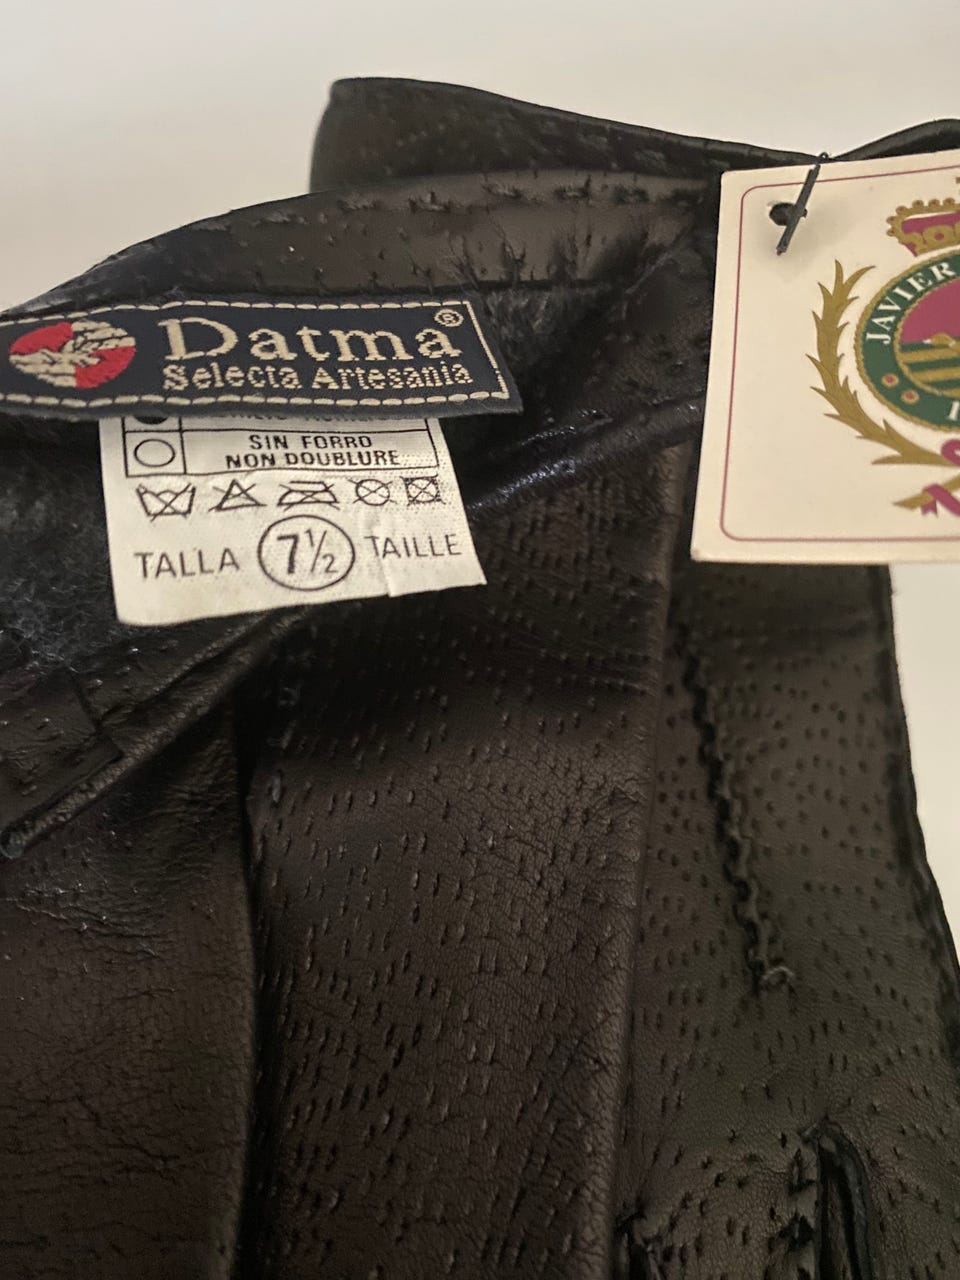 Datma®
Selecta Artesania
SIN FORRO
NON DOUBLURE
TALLA 7½ TAILLE
JAVIER